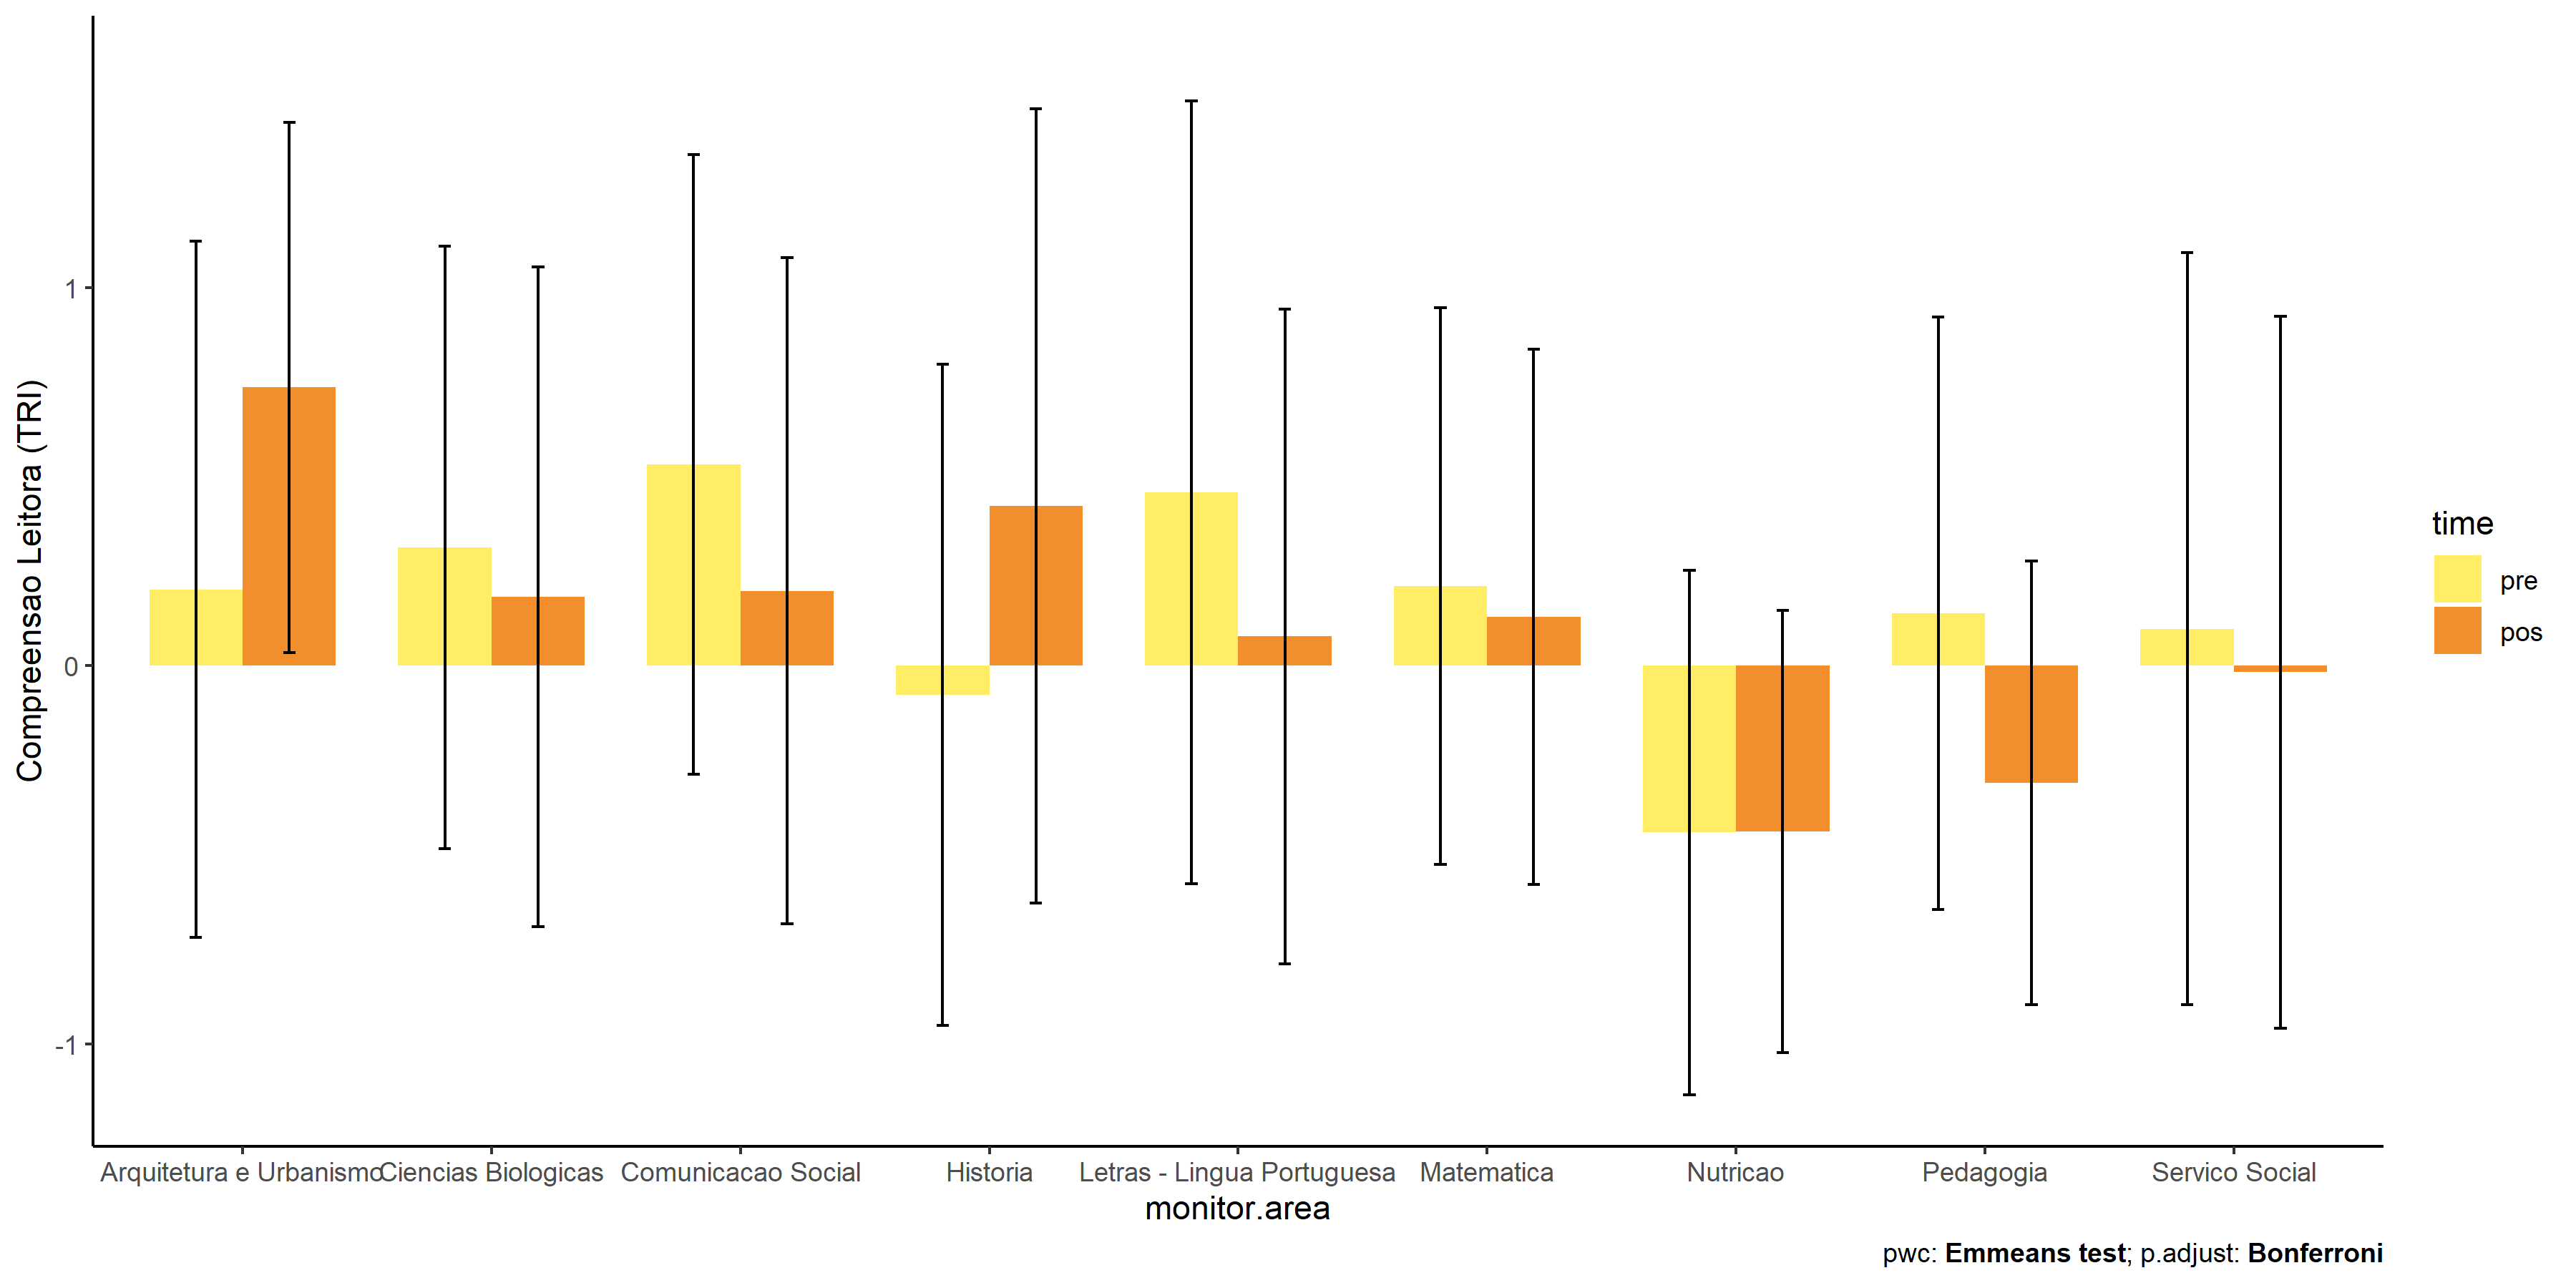 Compreensao Leitora (TRI)
1
0
-1
Arquitetura e Urbanismo
Ciencias Biologicas
Comunicacao Social
Historia
Letras - Lingua Portuguesa
Matematica
Nutricao
Pedagogia
Servico Social
monitor.area
time
pre
pos
pwc: Emmeans test; p.adjust: Bonferroni